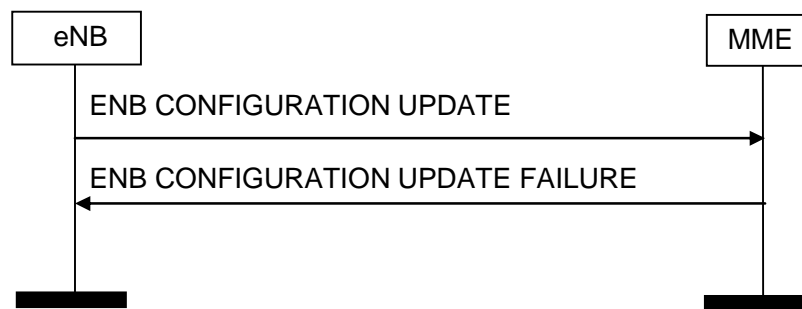 eNB
MME
ENB CONFIGURATION UPDATE
ENB CONFIGURATION UPDATE FAILURE